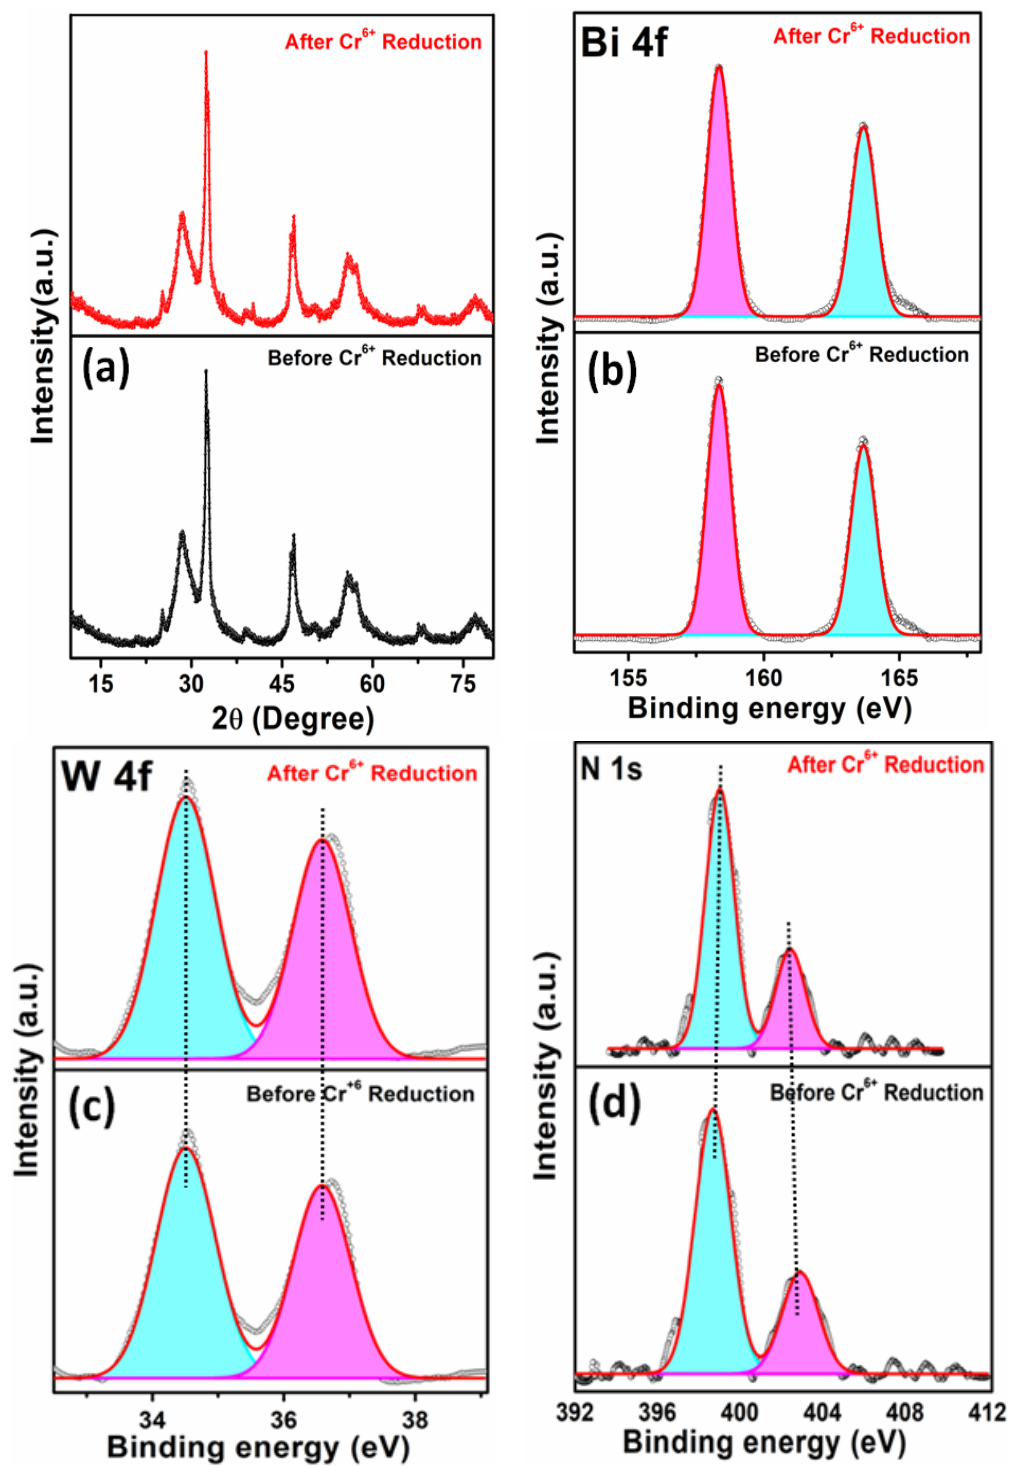 After Cr⁶⁺ Reduction
Before Cr⁶⁺ Reduction
(a)
Intensity(a.u.)
15 30 45 60 75
2θ (Degree)
Bi 4f
After Cr⁶⁺ Reduction
Before Cr⁶⁺ Reduction
(b)
Intensity (a.u.)
155 160 165
Binding energy (eV)
W 4f
After Cr⁶⁺ Reduction
(c)
Before Cr⁺⁶ Reduction
Intensity (a.u.)
34 36 38
Binding energy (eV)
N 1s
After Cr⁶⁺ Reduction
(d)
Before Cr⁶⁺ Reduction
Intensity (a.u.)
392 396 400 404 408 412
Binding energy (eV)